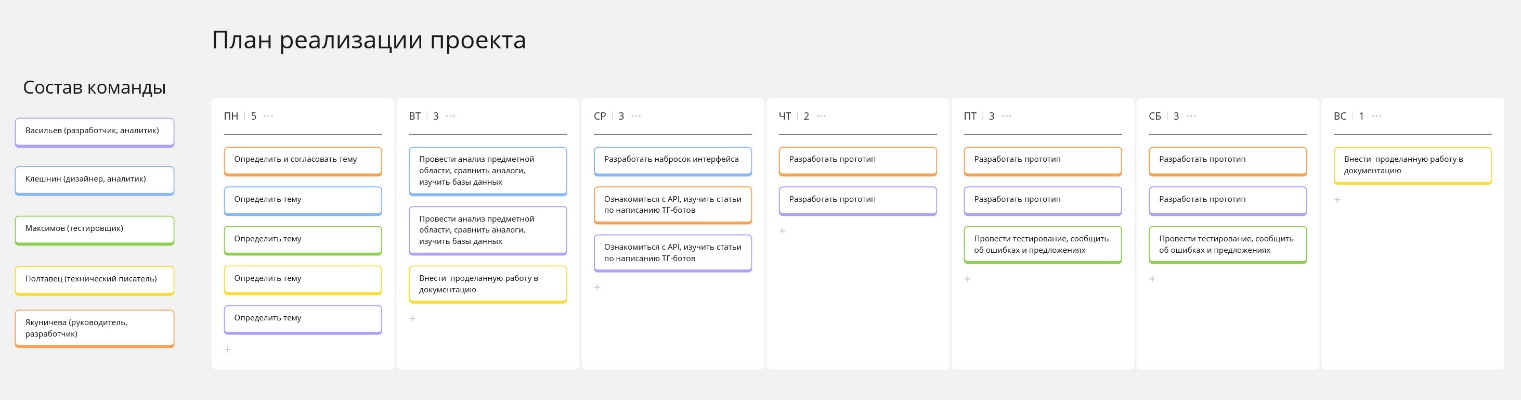 План реализации проекта
Состав команды
Васильев (разработчик, аналитик)
Клешнин (дизайнер, аналитик)
Максимов (тестировщик)
Полтавец (технический писатель)
Якуничева (руководитель,
разработчик)
ПН | 5 ···
Определить и согласовать тему
Определить тему
Определить тему
Определить тему
Определить тему
+
ВТ | 3 ···
Провести анализ предметной
области, сравнить аналоги,
изучить базы данных
Провести анализ предметной
области, сравнить аналоги,
изучить базы данных
Внести проделанную работу в
документацию
+
СР | 3 ···
Разработать набросок интерфейса
Ознакомиться с API, изучить статьи
по написанию ТГ-ботов
Ознакомиться с API, изучить статьи
по написанию ТГ-ботов
+
ЧТ | 2 ···
Разработать прототип
Разработать прототип
+
ПТ | 3 ···
Разработать прототип
Разработать прототип
Провести тестирование, сообщить
об ошибках и предложениях
+
СБ | 3 ···
Разработать прототип
Разработать прототип
Провести тестирование, сообщить
об ошибках и предложениях
+
ВС | 1 ···
Внести проделанную работу в
документацию
+